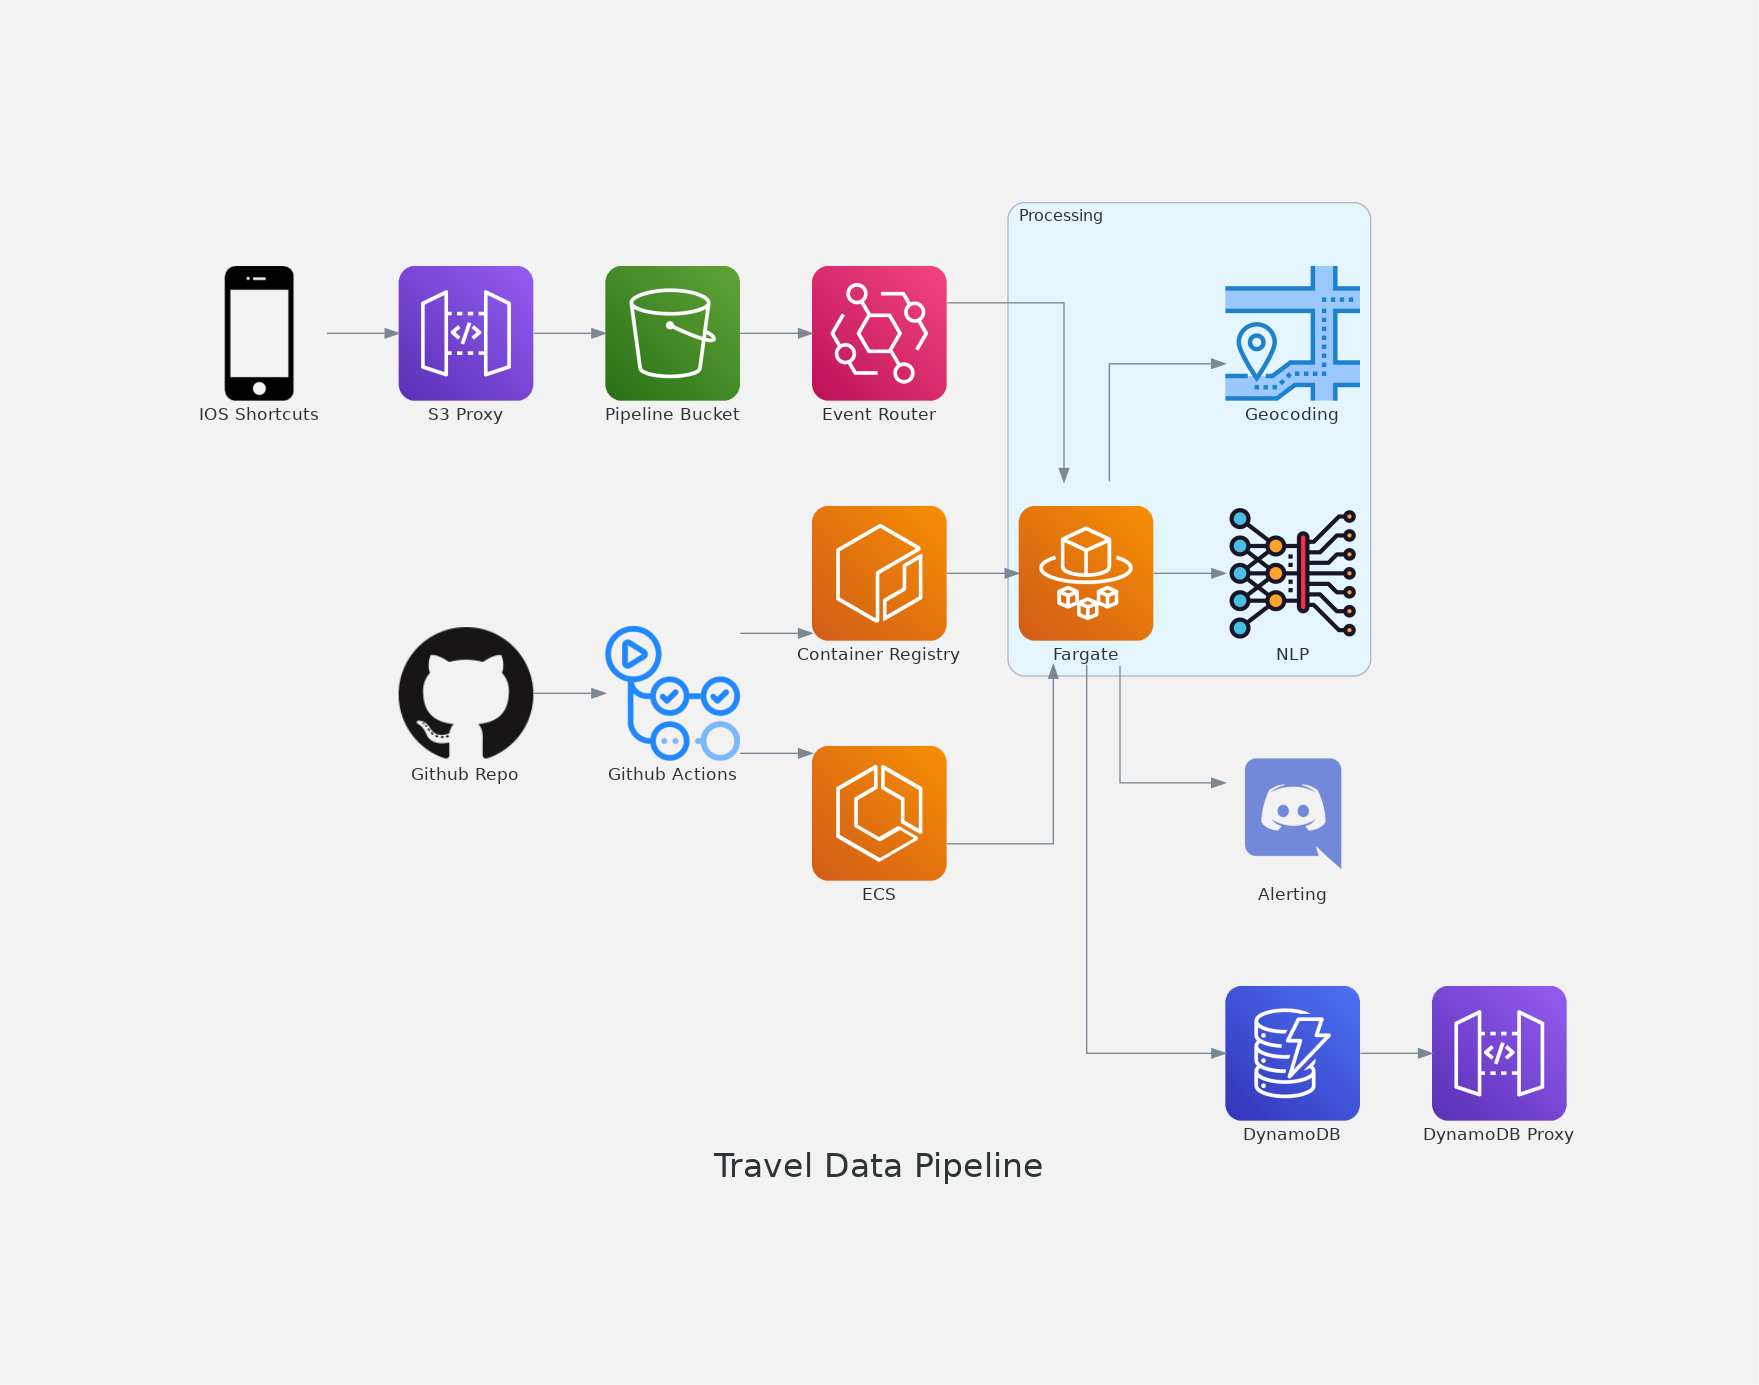 Processing
IOS Shortcuts
S3 Proxy
Pipeline Bucket
Event Router
Geocoding
Container Registry
Fargate
NLP
Github Repo
Github Actions
ECS
Alerting
DynamoDB
DynamoDB Proxy
Travel Data Pipeline